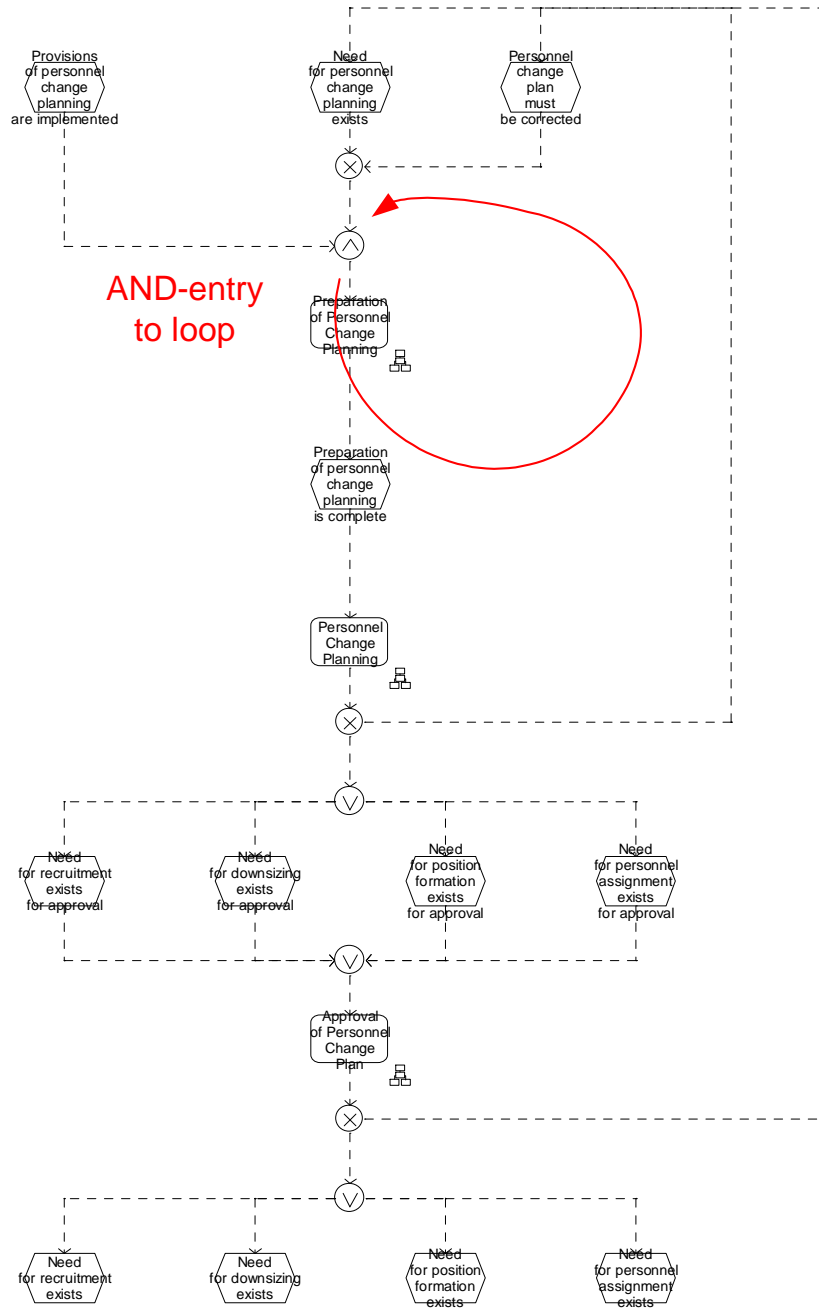 Provisions
of personnel
change
planning
are implemented
Need
for personnel
change
planning
exists
Personnel
change
plan
must
be corrected
AND-entry
to loop
Preparation
of Personnel
Change
Planning
Preparation
of personnel
change
planning
is complete
Personnel
Change
Planning
Need
for recruitment
exists
for approval
Need
for downsizing
exists
for approval
Need
for position
formation
exists
for approval
Need
for personnel
assignment
exists
for approval
Approval
of Personnel
Change
Plan
Need
for recruitment
exists
Need
for downsizing
exists
Need
for position
formation
exists
Need
for personnel
assignment
exists